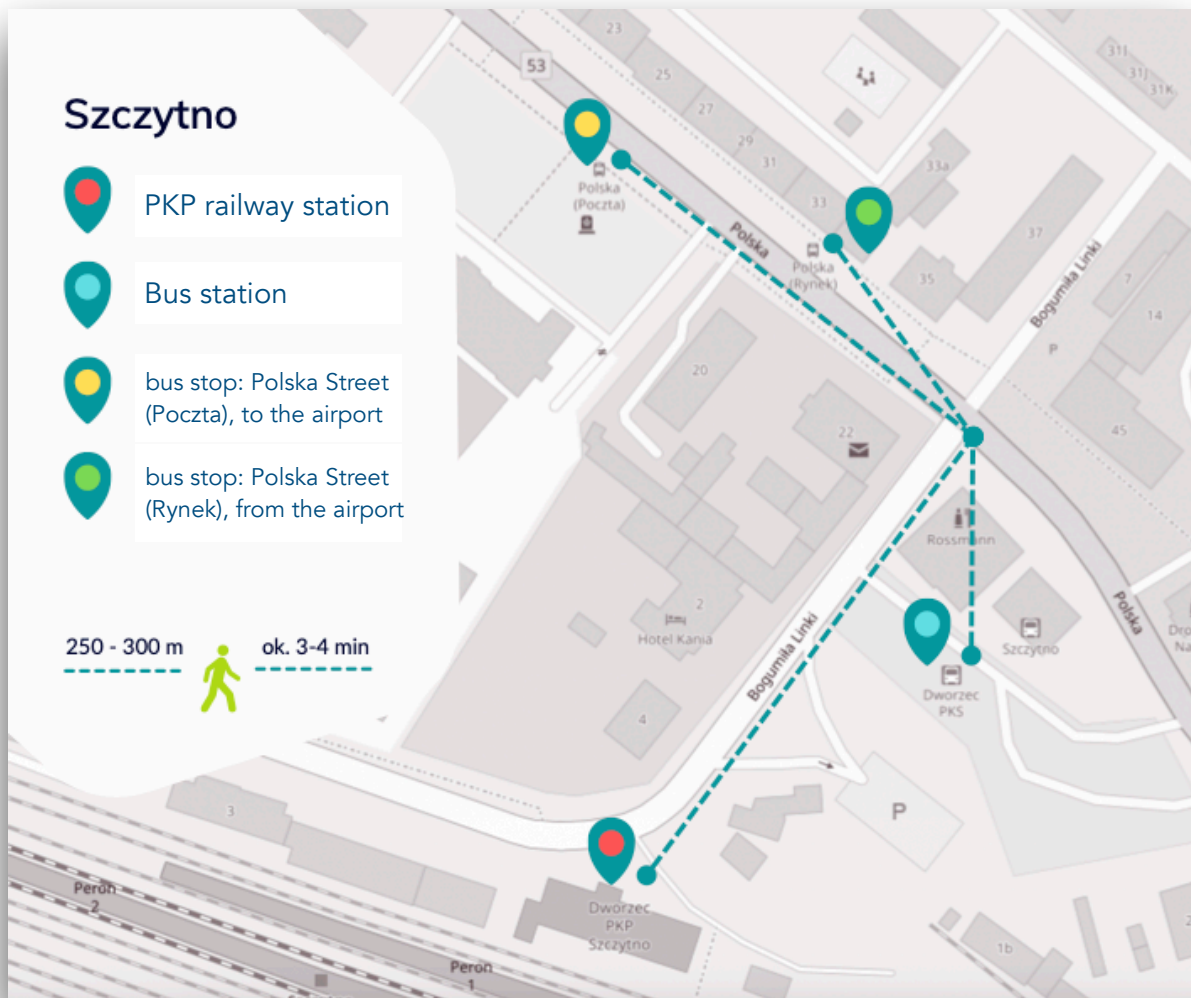 Szczytno
PKP railway station
Bus station
bus stop: Polska Street
(Poczta), to the airport
bus stop: Polska Street
(Rynek), from the airport
250 - 300 m
ok. 3-4 min
53
23
25
27
29
31
33
33a
35
37
31J
31J
31K
7
14
P
45
Polska
(Poczta)
Polska
Polska
(Rynek)
Bogumiła Linki
20
22
Rossmann
2
Hotel Kania
4
Bogumiła Linki
Szczytno
Dworzec
PKS
Polska
P
3
Peron
2
Dworzec
PKP
Szczytno
Peron
1
1b